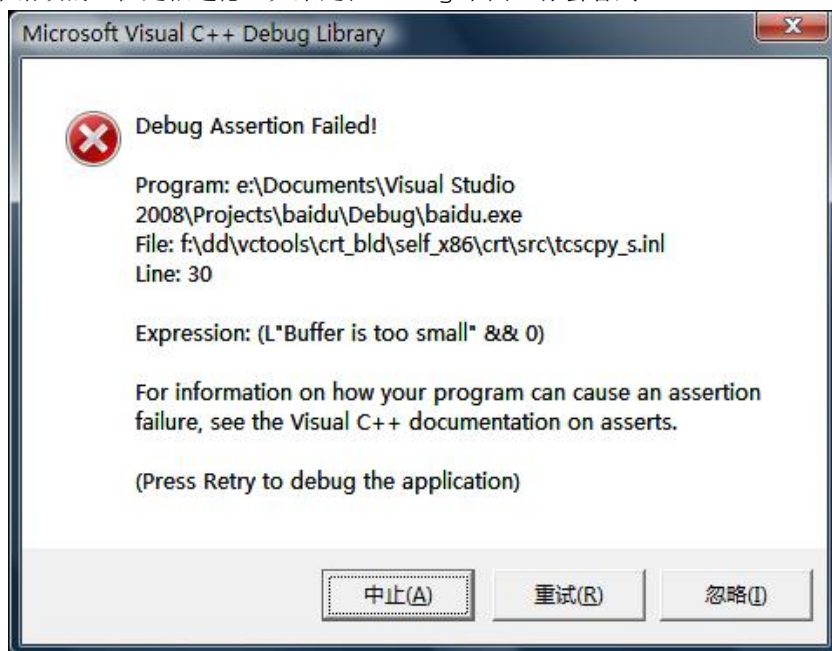 Microsoft Visual C++ Debug Library
Debug Assertion Failed!
Program: e:\Documents\Visual Studio
2008\Projects\baidu\Debug\baidu.exe
File: f:\dd\vctools\crt_bld\self_x86\crt\src\tcscpy_s.inl
Line: 30
Expression: (L"Buffer is too small" && 0)
For information on how your program can cause an assertion
failure, see the Visual C++ documentation on asserts.
(Press Retry to debug the application)
中止(A)
重试(R)
忽略(I)